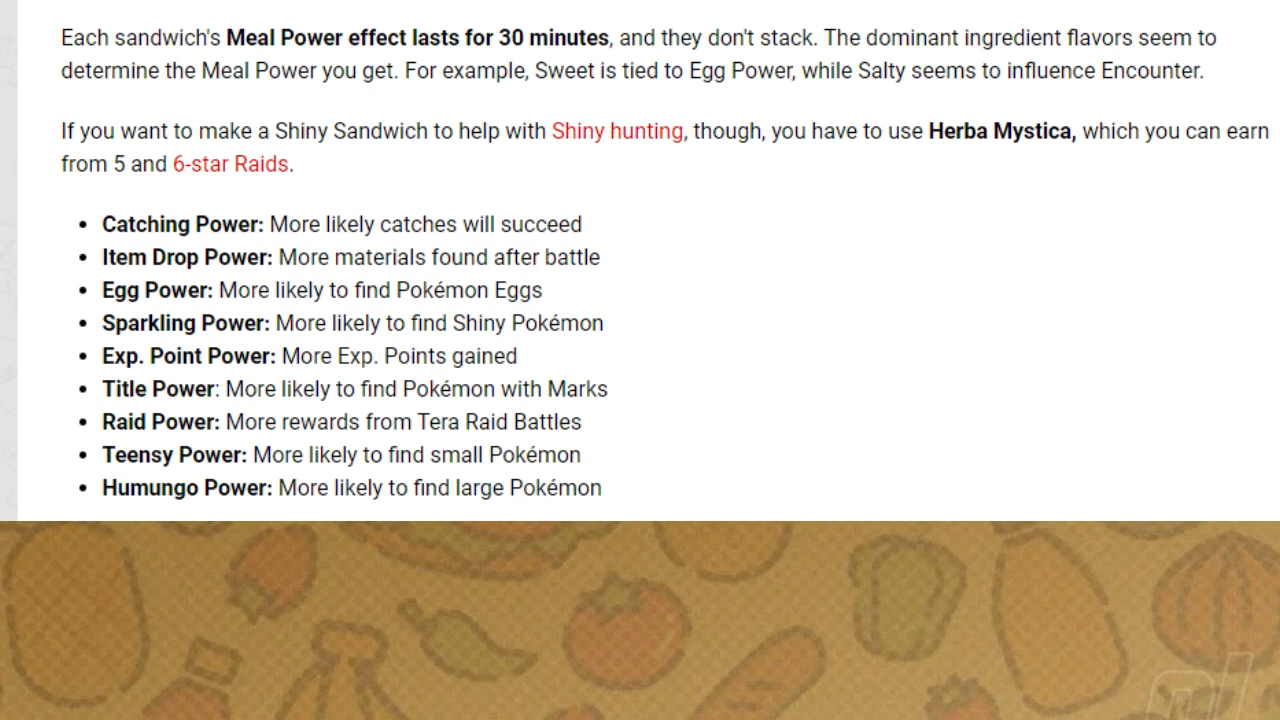 Each sandwich's Meal Power effect lasts for 30 minutes, and they don't stack. The dominant ingredient flavors seem to
determine the Meal Power you get. For example, Sweet is tied to Egg Power, while Salty seems to influence Encounter.
If you want to make a Shiny Sandwich to help with Shiny hunting, though, you have to use Herba Mystica, which you can earn
from 5 and 6-star Raids.
• Catching Power: More likely catches will succeed
• Item Drop Power: More materials found after battle
• Egg Power: More likely to find Pokémon Eggs
• Sparkling Power: More likely to find Shiny Pokémon
• Exp. Point Power: More Exp. Points gained
• Title Power: More likely to find Pokémon with Marks
• Raid Power: More rewards from Tera Raid Battles
• Teensy Power: More likely to find small Pokémon
• Humungo Power: More likely to find large Pokémon